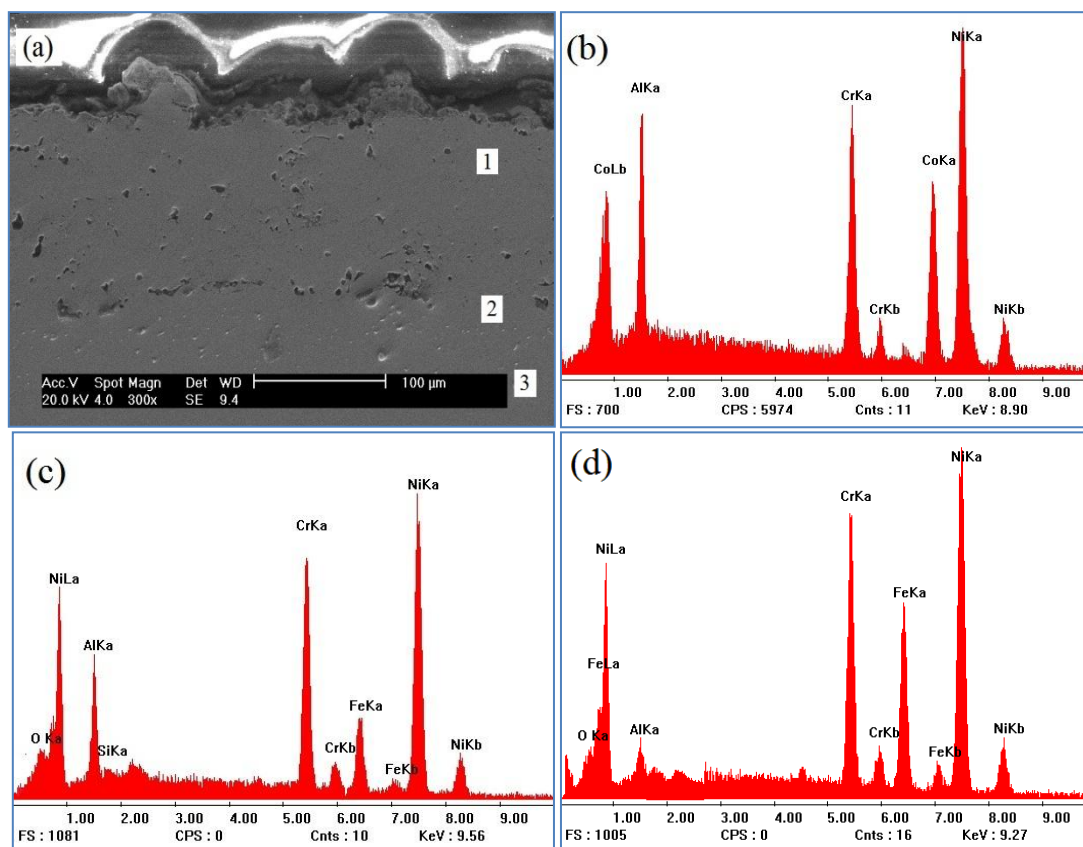 (a)
1
2
3
Acc.V Spot Magn Det WD
20.0 kV 4.0 300x SE 9.4
100 µm
(b)
CoLb
AlKa
CrKa
CrKb
CoKa
NiKa
NiKb
1.00 2.00 3.00 4.00 5.00 6.00 7.00 8.00 9.00
FS : 700 CPS : 5974 Cnts : 11 KeV : 8.90
(c)
O Ka
NiLa
AlKa
SiKa
CrKa
CrKb
FeKa
FeKb
NiKa
NiKb
1.00 2.00 3.00 4.00 5.00 6.00 7.00 8.00 9.00
FS : 1081 CPS : 0 Cnts : 10 KeV : 9.56
(d)
O Ka
FeLa
NiLa
AlKa
CrKa
CrKb
FeKa
FeKb
NiKa
NiKb
1.00 2.00 3.00 4.00 5.00 6.00 7.00 8.00 9.00
FS : 1005 CPS : 0 Cnts : 16 KeV : 9.27